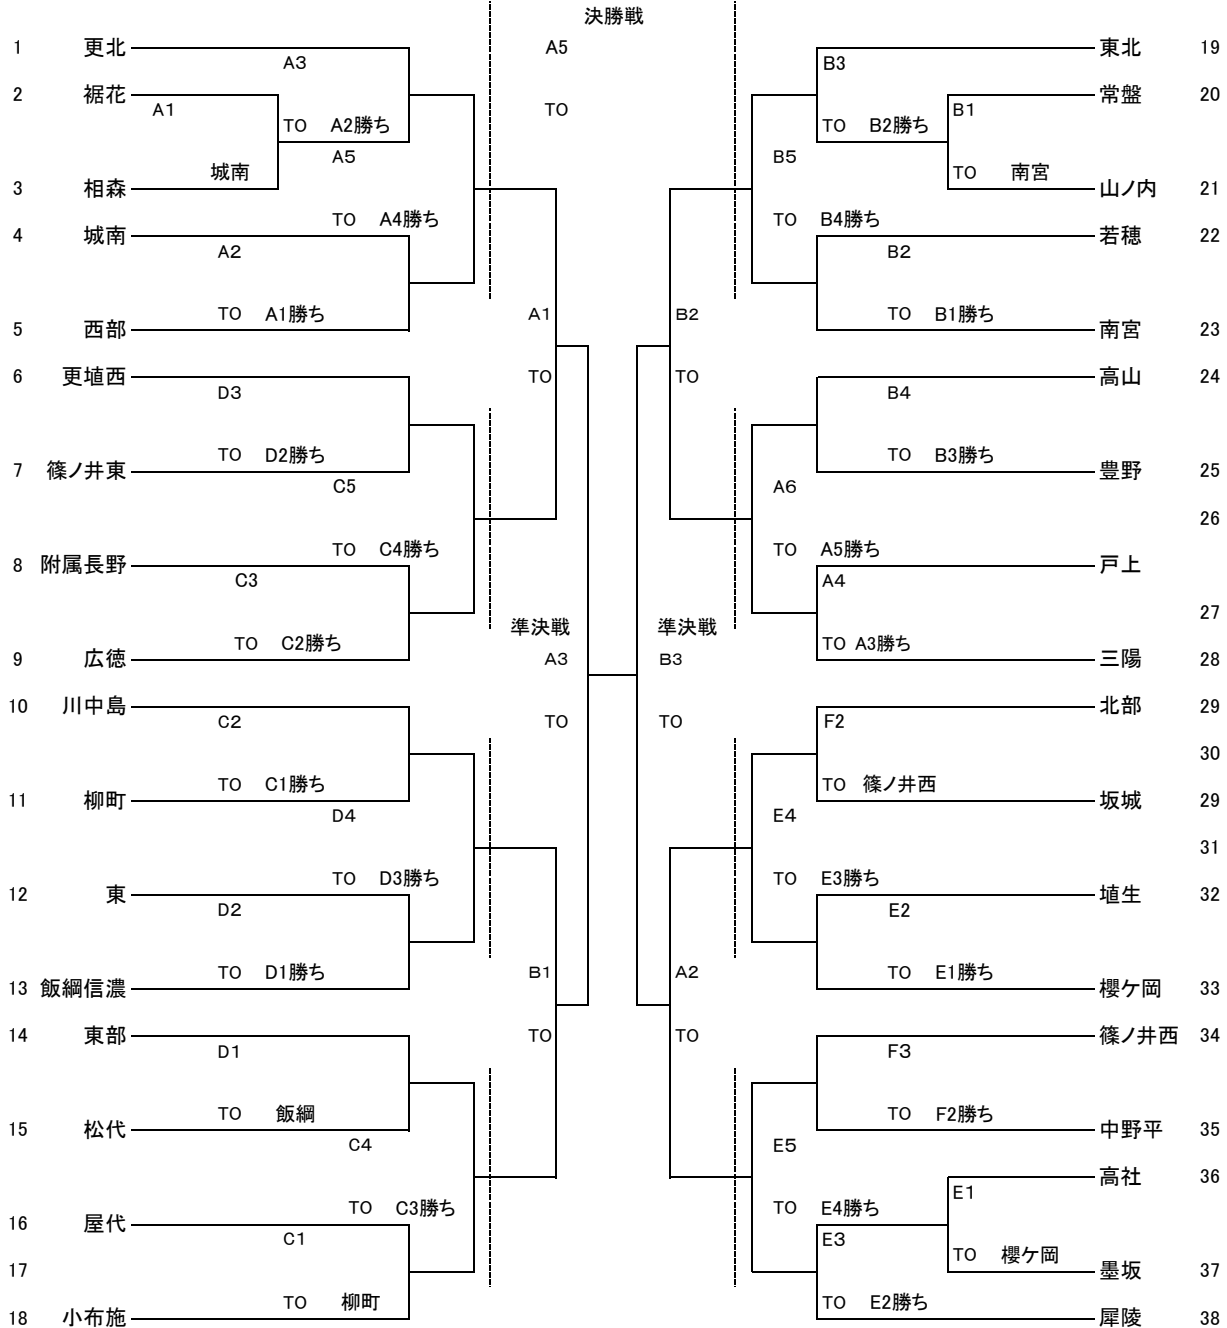 決勝戦
1 更北 A3 A5 B3 東北 19
2 裾花 A1 TO A2勝ち TO TO B2勝ち B1 常盤 20
城南 A5 B5 TO 南宮
3 相森 山ノ内 21
4 城南 A2 TO A4勝ち TO B4勝ち B2 若穂 22
TO A1勝ち A1 B2 TO B1勝ち
5 西部 南宮 23
6 更埴西 D3 TO TO B4 高山 24
TO D2勝ち TO B3勝ち
7 篠ノ井東 C5 A6 豊野 25
26
TO C4勝ち TO A5勝ち
8 附属長野 C3 A4 戸上
27
TO C2勝ち 準決戦 準決戦 TO A3勝ち
9 広徳 A3 B3 三陽 28
10 川中島 C2 TO TO F2 北部 29
30
TO C1勝ち TO 篠ノ井西
11 柳町 D4 E4 坂城 29
31
TO D3勝ち TO E3勝ち
12 東 D2 E2 埴生 32
TO D1勝ち B1 A2 TO E1勝ち
13 飯綱信濃 櫻ケ岡 33
14 東部 D1 TO TO F3 篠ノ井西 34
TO 飯綱 TO F2勝ち
15 松代 C4 E5 中野平 35
高社 36
TO C3勝ち TO E4勝ち E1
16 屋代 C1 E3 TO 櫻ケ岡
17 墨坂 37
TO 柳町 TO E2勝ち
18 小布施 犀陵 38